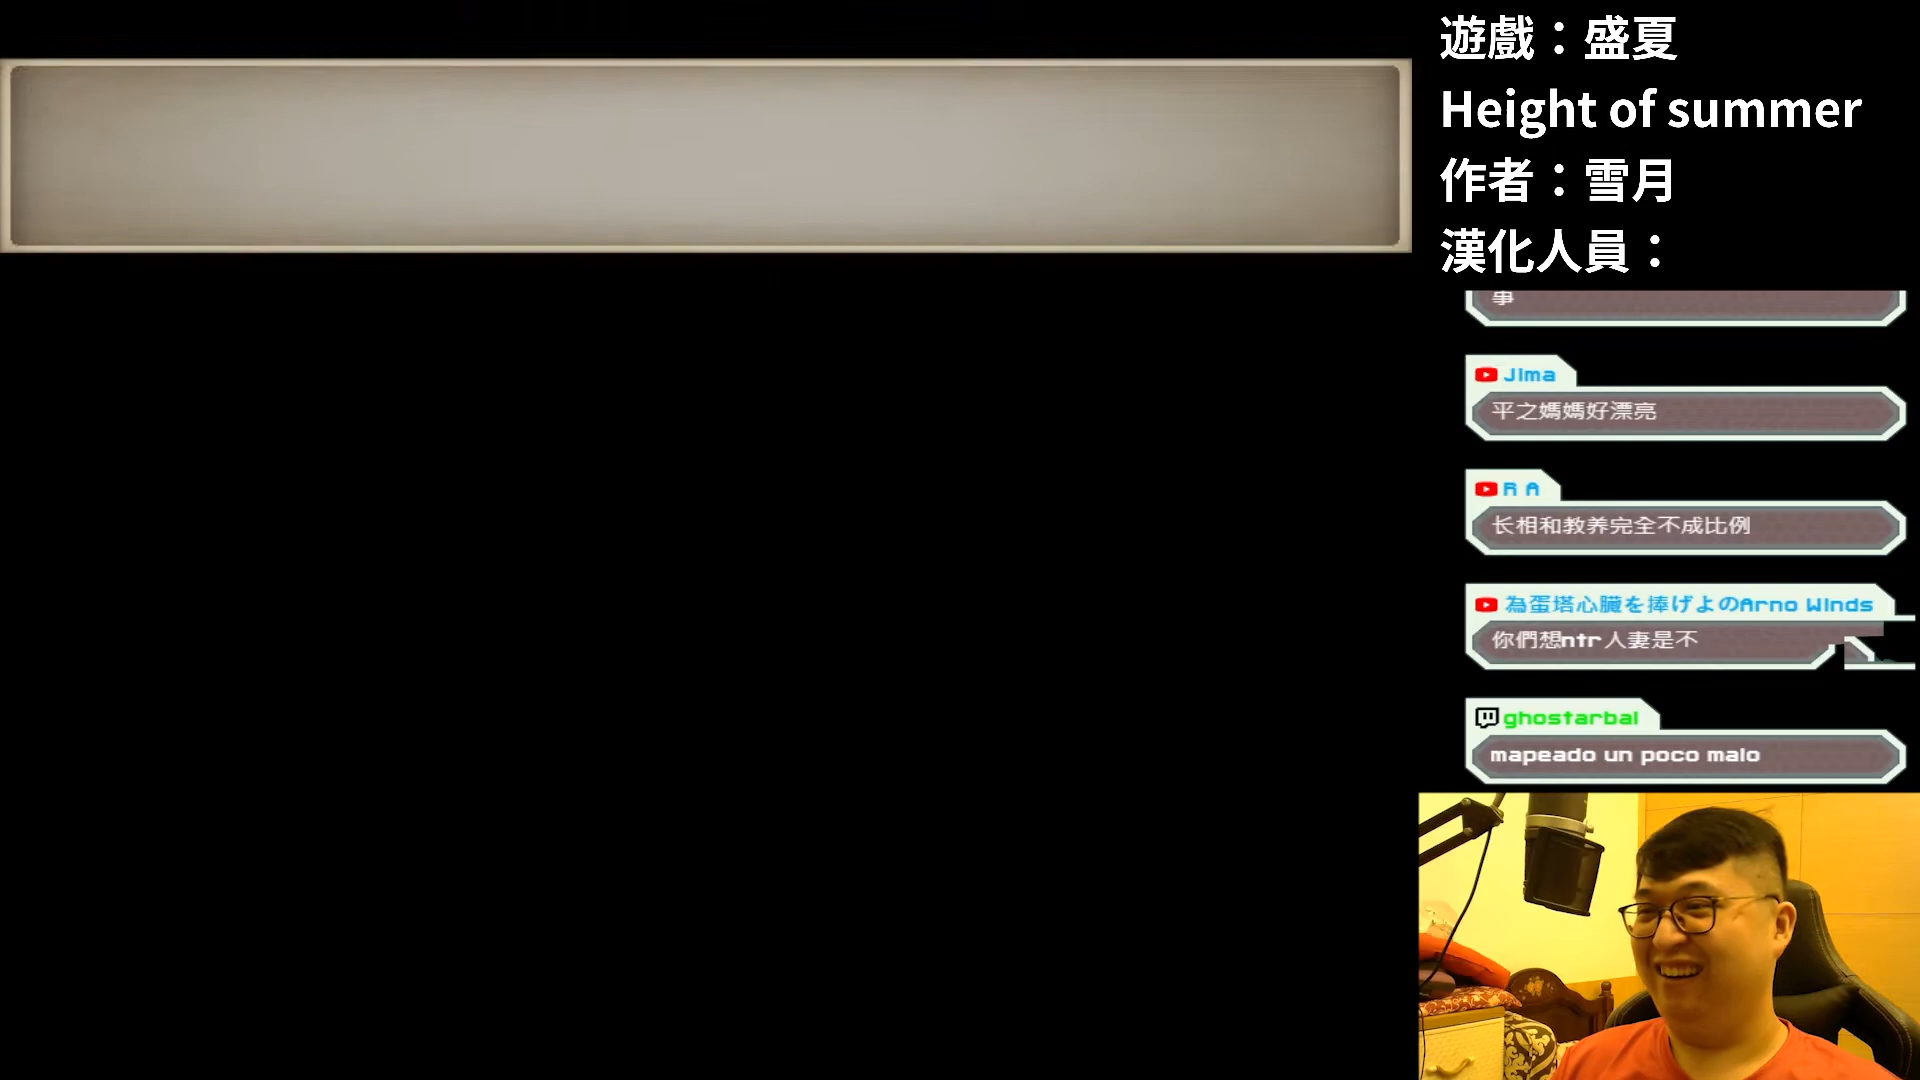 遊戲：盛夏
Height of summer
作者：雪月
漢化人員：
事
Jima
平之媽媽好漂亮
R A
长相和教养完全不成比例
為蛋塔心臓を捧げよのArno Winds
你們想ntr人妻是不
ghostarbal
mapeado un poco malo